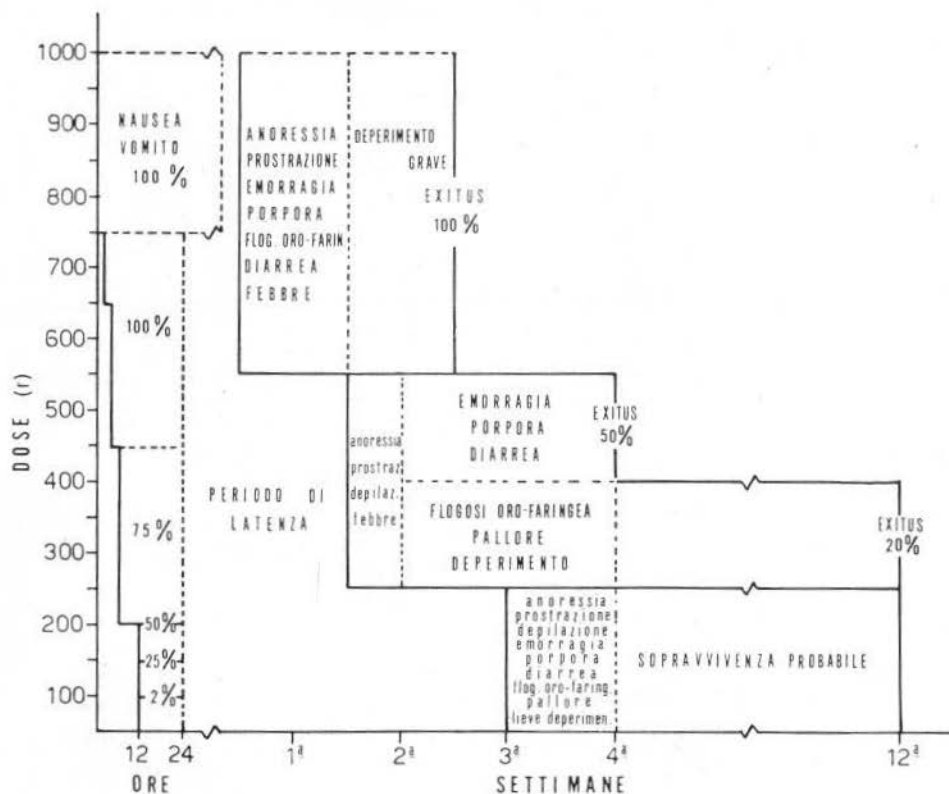 DOSE (r)
1000
900
800
700
600
500
400
300
200
100
NAUSEA
VOMITO
100 %
100%
75%
50%
25%
2%
PERIODO DI
LATENZA
ANORESSIA
PROSTRAZIONE
EMORRAGIA
PORPORA
FLOG. ORO-FARIN.
DIARREA
FEBBRE
DEPERIMENTO
GRAVE
EXITUS
100%
anoressia
prostraz.
depilaz.
febbre
EMORRAGIA
PORPORA
DIARREA
EXITUS
50%
FLOGOSI ORO-FARINGEA
PALLORE
DEPERIMENTO
EXITUS
20%
anoressia
prostrazione
depilazione
emorragia
porpora
diarrea
flog. oro-faring.
pallore
lieve deperimen.
SOPRAVVIVENZA PROBABILE
12 24 1ª 2ª 3ª 4ª 12ª
ORE SETTIMANE